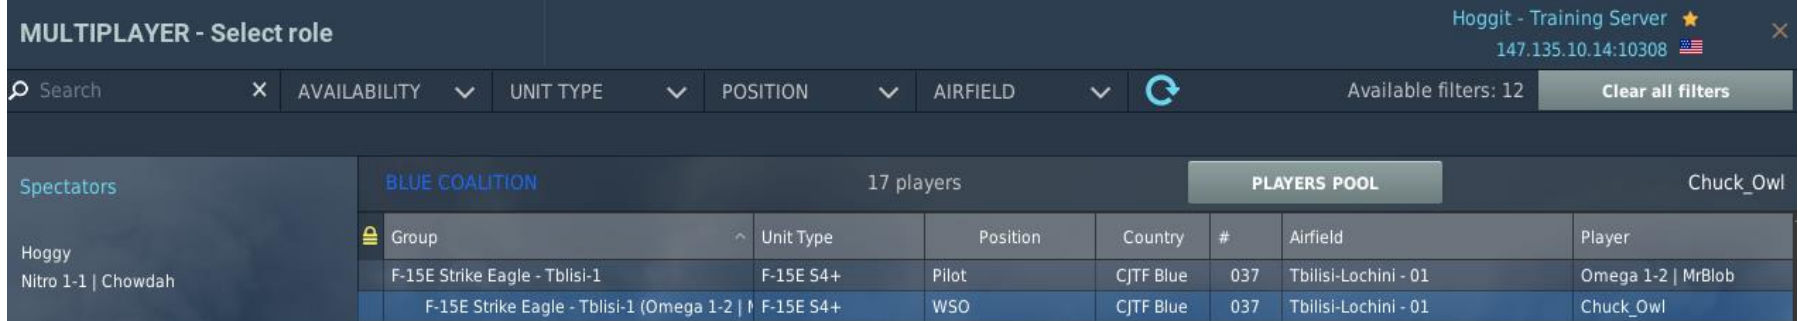 MULTIPLAYER - Select role
Hoggit - Training Server
147.135.10.14:10308
Search × AVAILABILITY UNIT TYPE POSITION AIRFIELD Available filters: 12 Clear all filters
Spectators
BLUE COALITION 17 players PLAYERS POOL Chuck_Owl
Group Unit Type Position Country # Airfield Player
Hoggy
Nitro 1-1 | Chowdah
F-15E Strike Eagle - Tblisi-1 F-15E S4+ Pilot CJTF Blue 037 Tbilisi-Lochini - 01 Omega 1-2 | MrBlob
F-15E Strike Eagle - Tblisi-1 (Omega 1-2 | F-15E S4+ WSO CJTF Blue 037 Tbilisi-Lochini - 01 Chuck_Owl